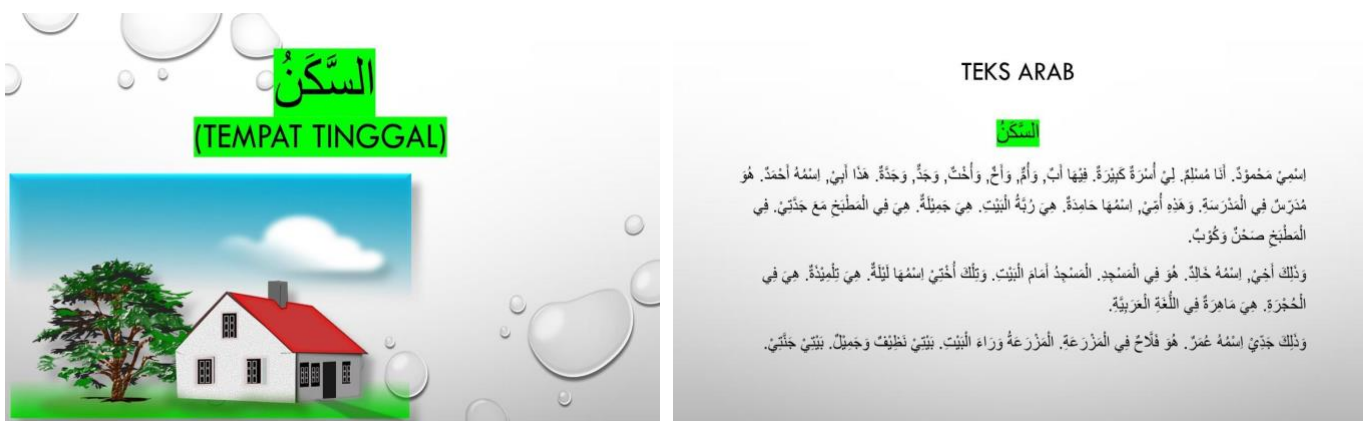 السَّكَنُ
(TEMPAT TINGGAL)
TEKS ARAB
السَّكَنُ
اِسْمِيْ مَحْموْدٌ. أَنَا مُسْلِمٌ. لِيْ أُسْرَةٌ كَبِيْرَةٌ. فِيْهَا أَبٌ, وَأُمٌّ, وَأَخٌ, وَأُخْتٌ, وَجَدٌّ, وَجَدَّةٌ. هَذَا أَبِيْ, اِسْمُهُ أَحْمَدٌ. هُوَ
مُدَرِّسٌ فِي الْمَدْرَسَةِ. وَهَذِهِ أُمِّيْ, اِسْمُهَا حَامِدَةٌ. هِيَ رَبَّةُ الْبَيْتِ. هِيَ جَمِيْلَةٌ. هِيَ فِي الْمَطْبَخِ مَعَ جَدَّتِيْ. فِي
الْمَطْبَخِ صَحْنٌ وَكُوْبٌ.
وَذَلِكَ أَخِيْ, اِسْمُهُ خَالِدٌ. هُوَ فِي الْمَسْجِدِ. الْمَسْجِدُ أَمَامَ الْبَيْتِ. وَتِلْكَ أُخْتِيْ اِسْمُهَا لَيْلَةٌ. هِيَ تِلْمِيْذَةٌ. هِيَ فِي
الْحُجْرَةِ. هِيَ مَاهِرَةٌ فِي اللُّغَةِ الْعَرَبِيَّةِ.
وَذَلِكَ جَدِّيْ اِسْمُهُ عُمَرٌ. هُوَ فَلَّاحٌ فِي الْمَزْرَعَةِ. الْمَزْرَعَةُ وَرَاءَ الْبَيْتِ. بَيْتِيْ نَظِيْفٌ وَجَمِيْلٌ. بَيْتِيْ جَنَّتِيْ.